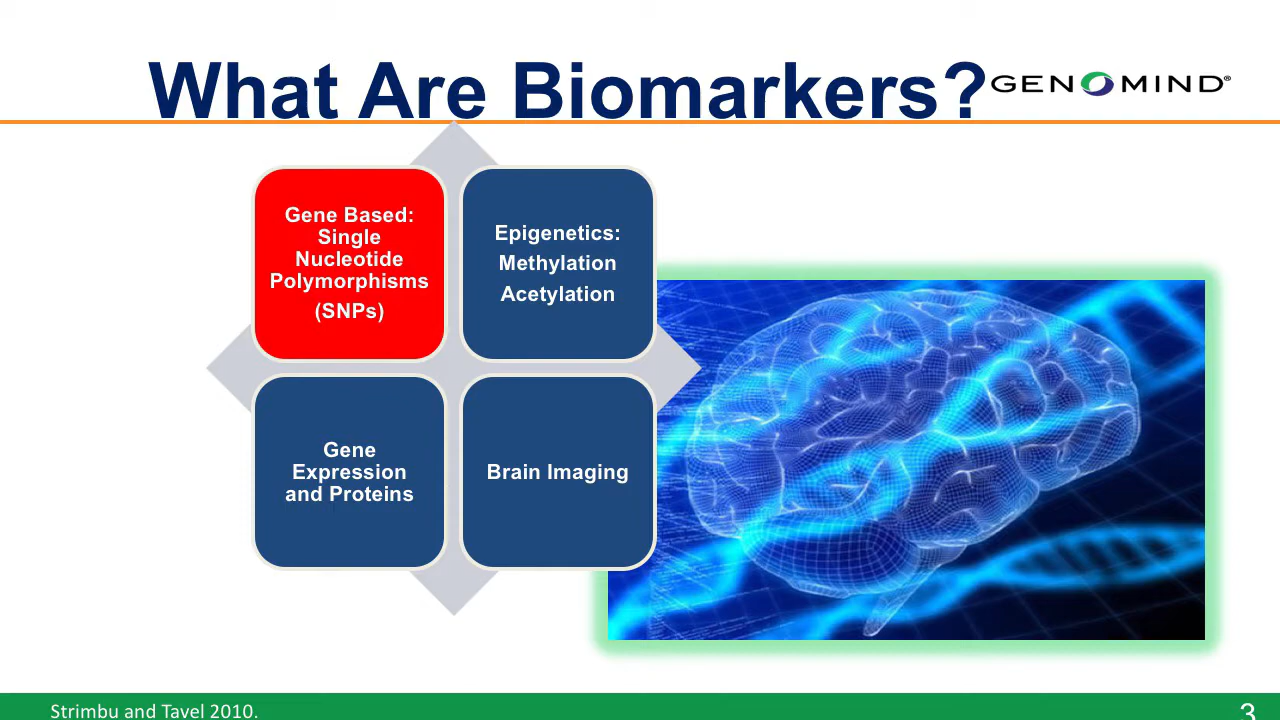 What Are Biomarkers?
GENOMIND®
Gene Based:
Single
Nucleotide
Polymorphisms
(SNPs)
Epigenetics:
Methylation
Acetylation
Gene
Expression
and Proteins
Brain Imaging
Strimbu and Tavel 2010.
3